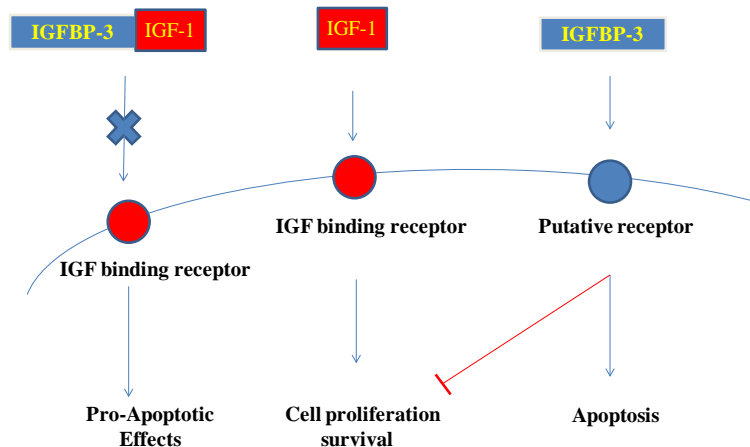 IGFBP-3
IGF-1
IGF-1
IGFBP-3
IGF binding receptor
IGF binding receptor
Putative receptor
Pro-Apoptotic
Effects
Cell proliferation
survival
Apoptosis